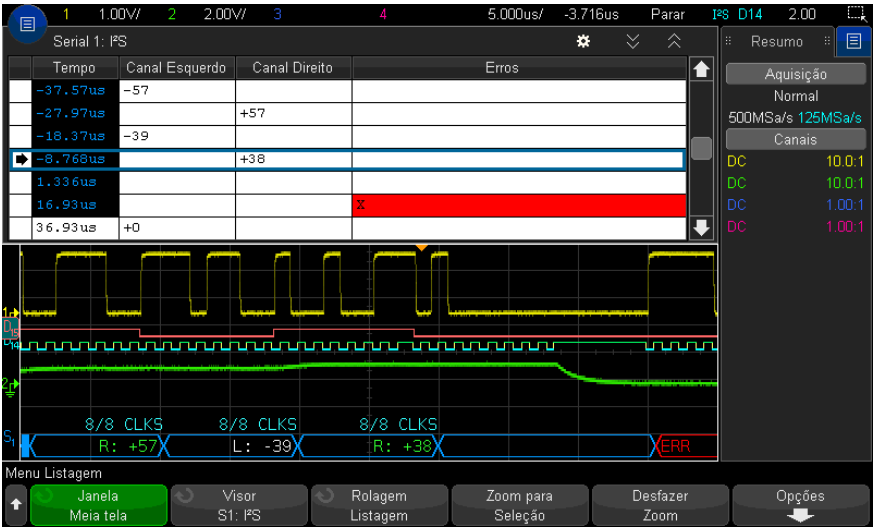 1 1.00V/ 2 2.00V/ 3 4 5.000us/ -3.716us Parar I²S D14 2.00
Serial 1: I²S
Resumo
Tempo Canal Esquerdo Canal Direito Erros
-37.57us -57
-27.97us +57
-18.37us -39
-8.768us +38
1.336us
16.93us X
36.93us +0
Aquisição
Normal
500MSa/s 125MSa/s
Canais
DC 10.0:1
DC 10.0:1
DC 1.00:1
DC 1.00:1
1
D15
D14
2
8/8 CLKS 8/8 CLKS 8/8 CLKS
S1 R: +57 L: -39 R: +38 ERR
Menu Listagem
Janela Visor Rolagem Zoom para Desfazer Opções
Meia tela S1: I²S Listagem Seleção Zoom